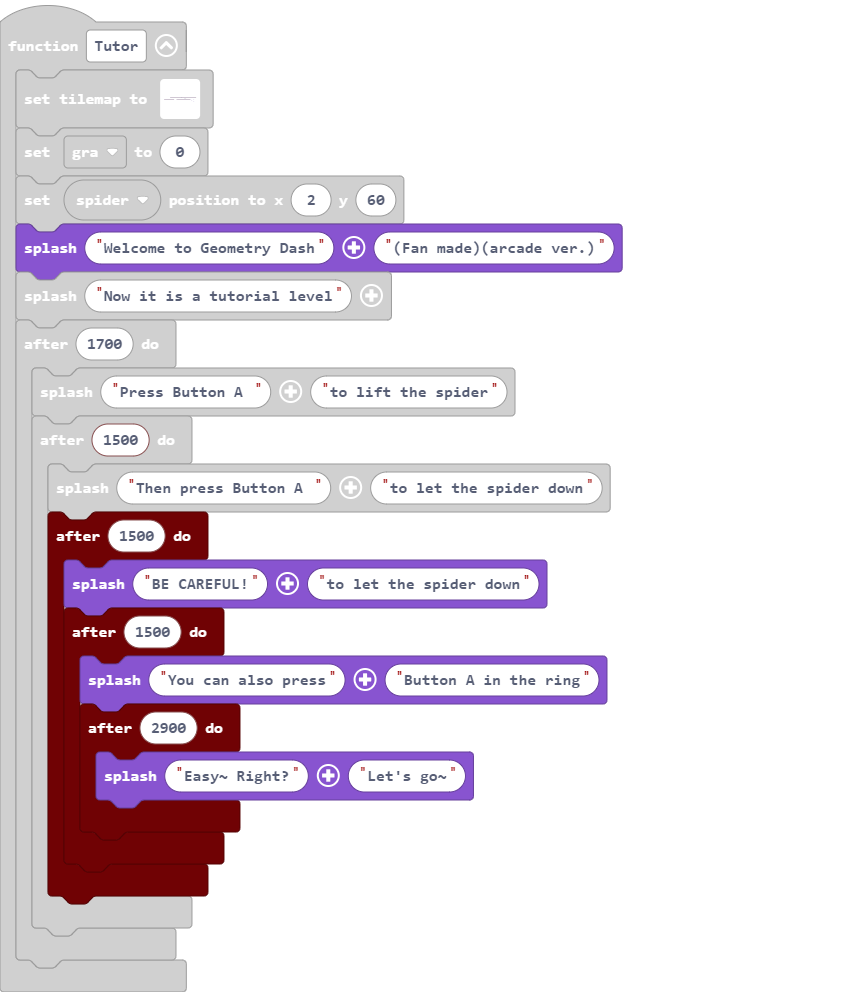 function Tutor
set tilemap to
set gra to 0
set spider position to x 2 y 60
splash "Welcome to Geometry Dash" "(Fan made)(arcade ver.)"
splash "Now it is a tutorial level"
after 1700 do
splash "Press Button A " "to lift the spider"
after 1500 do
splash "Then press Button A " "to let the spider down"
after 1500 do
splash "BE CAREFUL!" "to let the spider down"
after 1500 do
splash "You can also press" "Button A in the ring"
after 2900 do
splash "Easy~ Right?" "Let's go~"